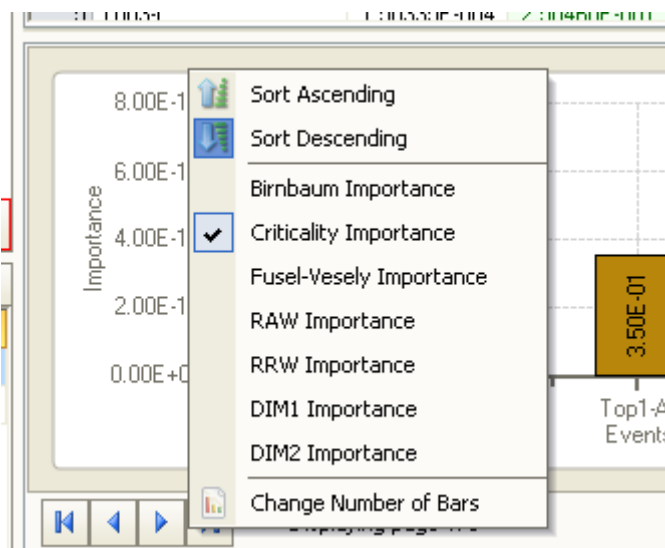 8.00E-1
6.00E-1
4.00E-1
2.00E-1
0.00E+0
Importance
Sort Ascending
Sort Descending
Birnbaum Importance
Criticality Importance
Fusel-Vesely Importance
RAW Importance
RRW Importance
DIM1 Importance
DIM2 Importance
Change Number of Bars
3.50E-01
Top1-A
Events